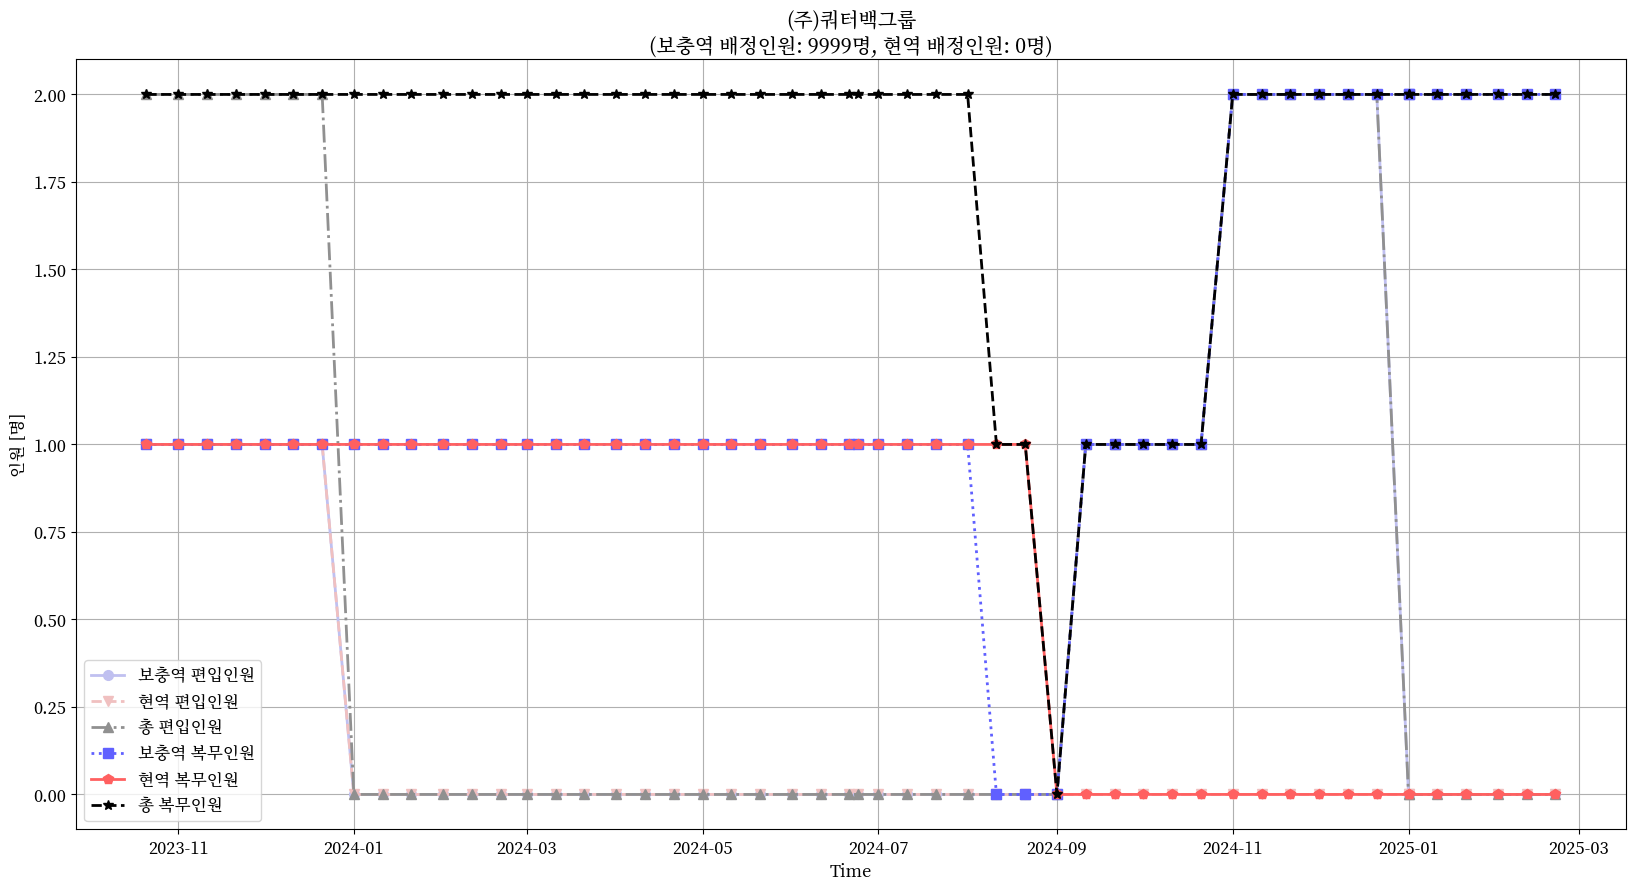 (주)쿼터백그룹
(보충역 배정인원: 9999명, 현역 배정인원: 0명)
인원 [명]
2.00
1.75
1.50
1.25
1.00
0.75
0.50
0.25
0.00
보충역 편입인원
현역 편입인원
총 편입인원
보충역 복무인원
현역 복무인원
총 복무인원
2023-11
2024-01
2024-03
2024-05
2024-07
2024-09
2024-11
2025-01
2025-03
Time